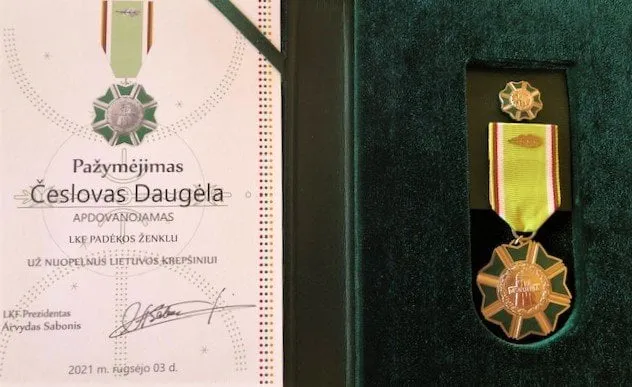 Pažymėjimas
Česlovas Daugėla
APDOVANOJAMAS
LKF PADĖKOS ŽENKLU
UŽ NUOPELNUS LIETUVOS KREPŠINIUI
LKF Prezidentas
Arvydas Sabonis
2021 m. rugsėjo 03 d.